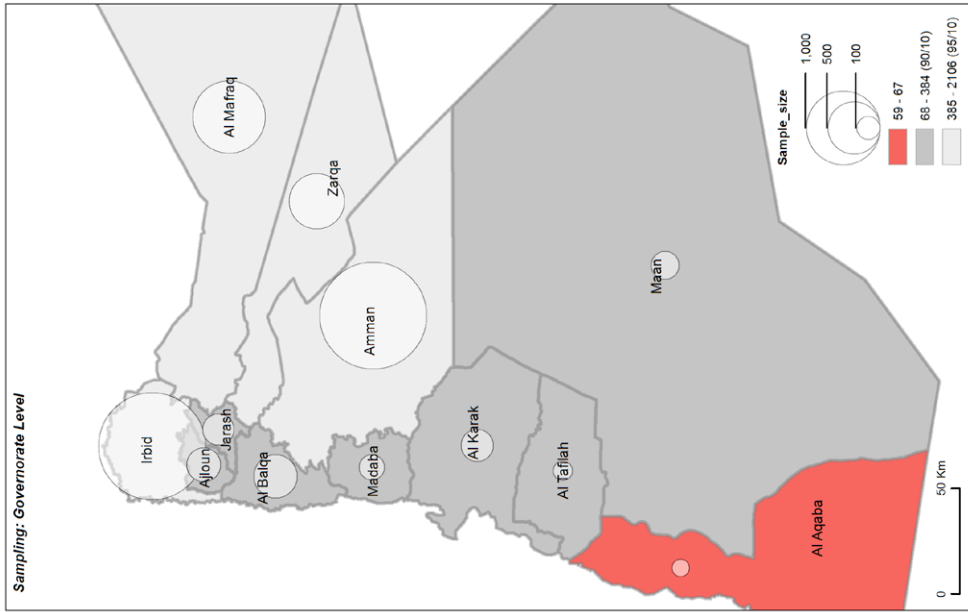 Sampling: Governorate Level
Irbid
Al Mafraq
Ajloun
Jarash
Zarqa
Al Balqa
Amman
Madaba
Al Karak
Al Tafilah
Maan
Al Aqaba
Sample_size
1,000
500
100
59 - 67
68 - 384 (90/10)
385 - 2106 (95/10)
0 50 Km